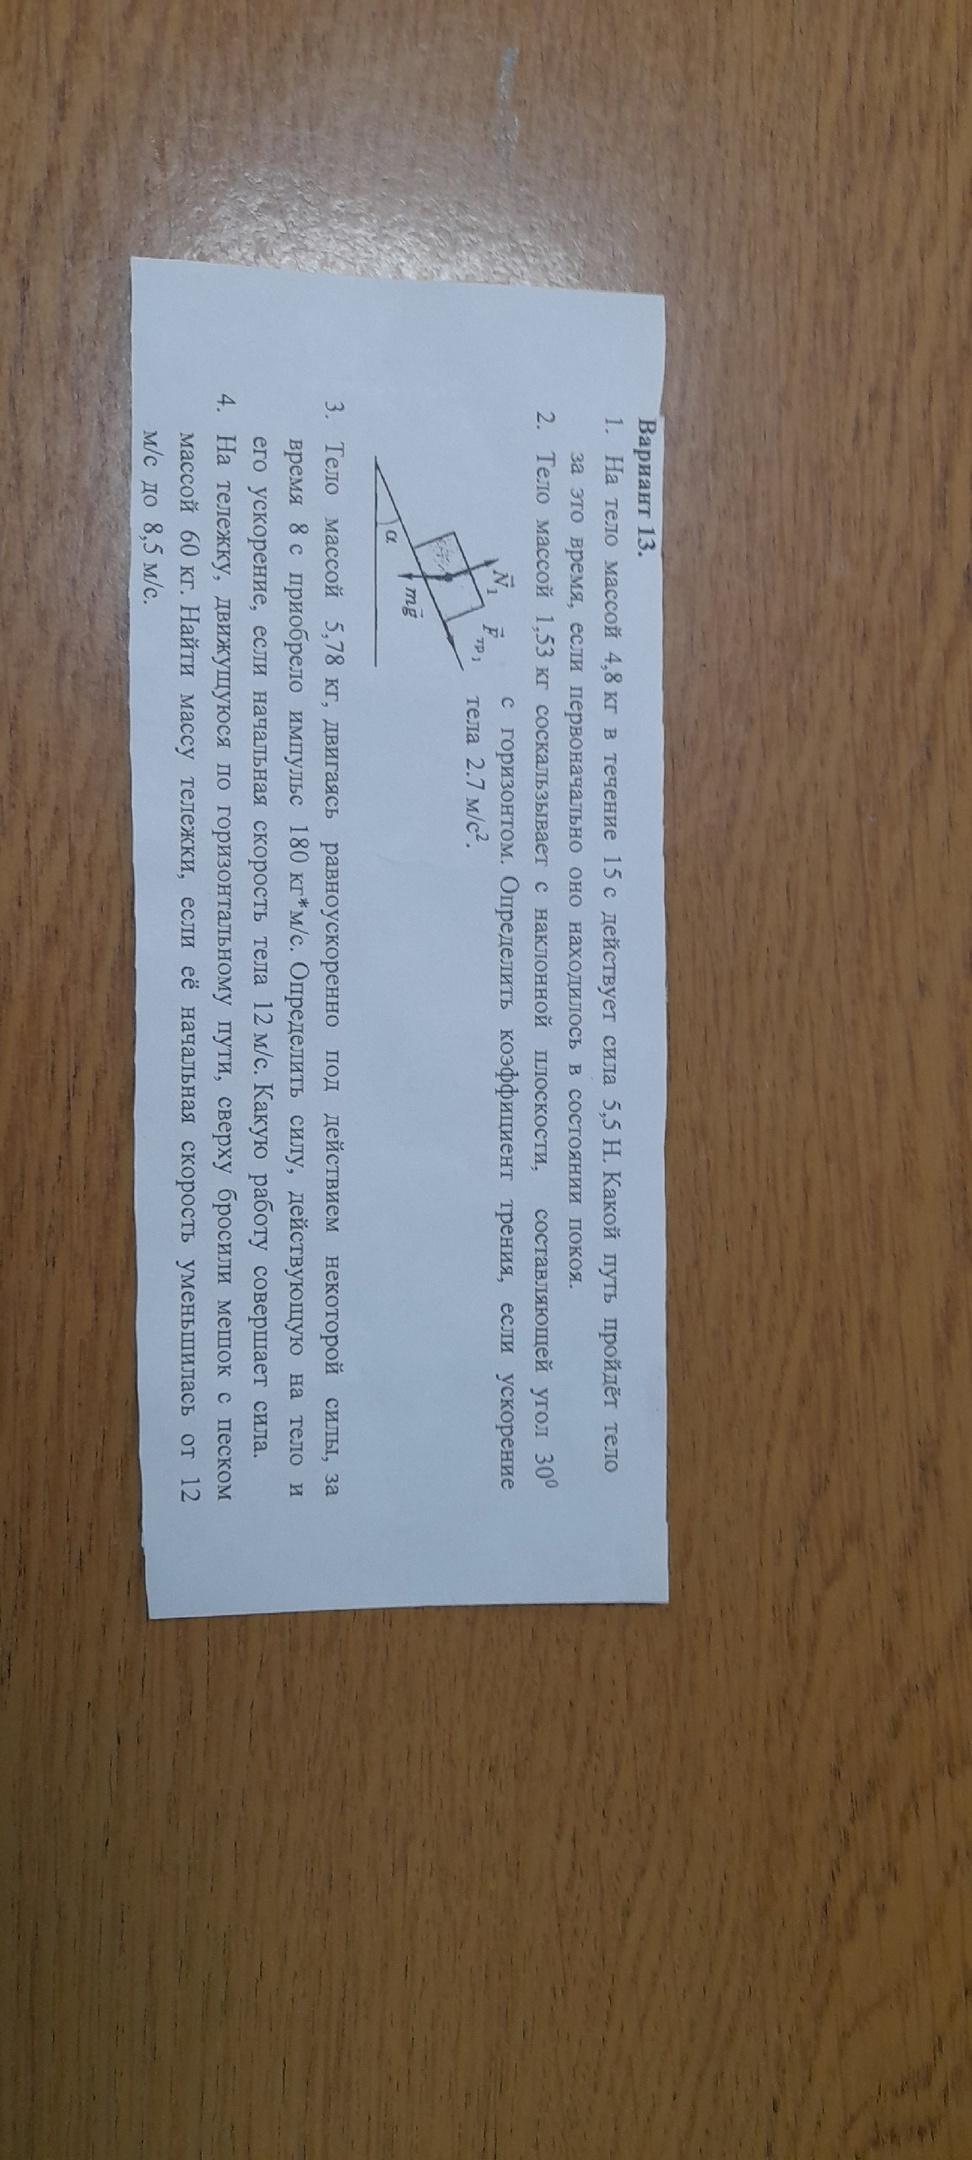 Вариант 13.
1. На тело массой 4,8 кг в течение 15 с действует сила 5,5 Н. Какой путь пройдёт тело
за это время, если первоначально оно находилось в состоянии покоя.
2. Тело массой 1,53 кг соскальзывает с наклонной плоскости, составляющей угол 30⁰
с горизонтом. Определить коэффициент трения, если ускорение
тела 2.7 м/с².
N⃗₁
F⃗тр₁
mg⃗
α
3. Тело массой 5,78 кг, двигаясь равноускоренно под действием некоторой силы, за
время 8 с приобрело импульс 180 кг*м/с. Определить силу, действующую на тело и
его ускорение, если начальная скорость тела 12 м/с. Какую работу совершает сила.
4. На тележку, движущуюся по горизонтальному пути, сверху бросили мешок с песком
массой 60 кг. Найти массу тележки, если её начальная скорость уменьшилась от 12
м/с до 8,5 м/с.